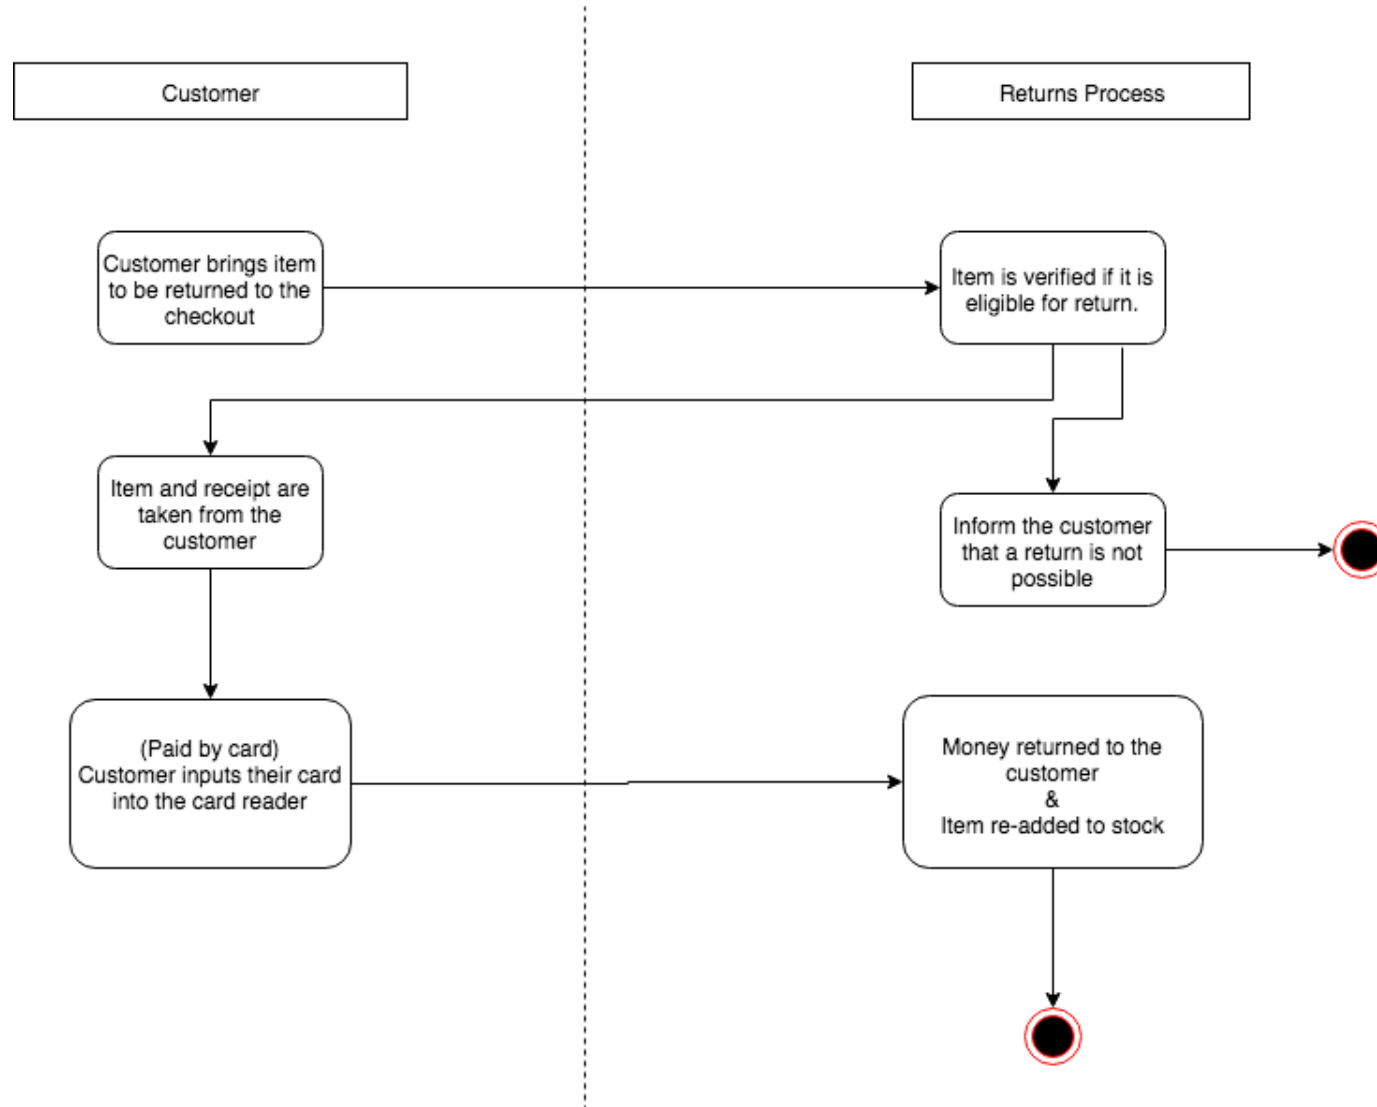 Customer
Returns Process
Customer brings item
to be returned to the
checkout
Item is verified if it is
eligible for return.
Item and receipt are
taken from the
customer
Inform the customer
that a return is not
possible
(Paid by card)
Customer inputs their card
into the card reader
Money returned to the
customer
&
Item re-added to stock